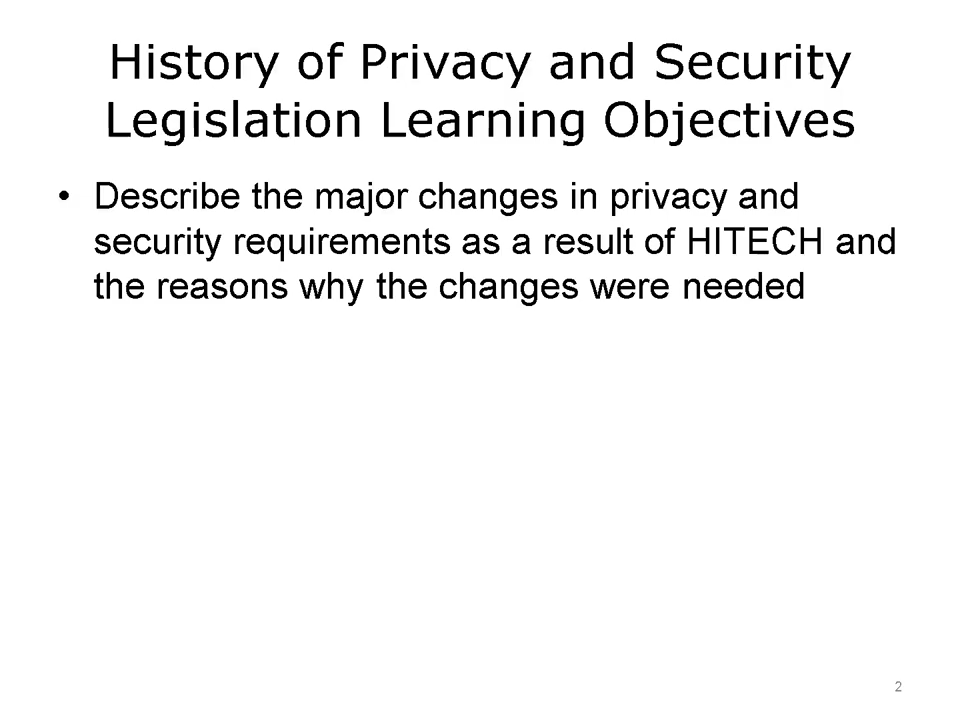 History of Privacy and Security
Legislation Learning Objectives
• Describe the major changes in privacy and
security requirements as a result of HITECH and
the reasons why the changes were needed
2